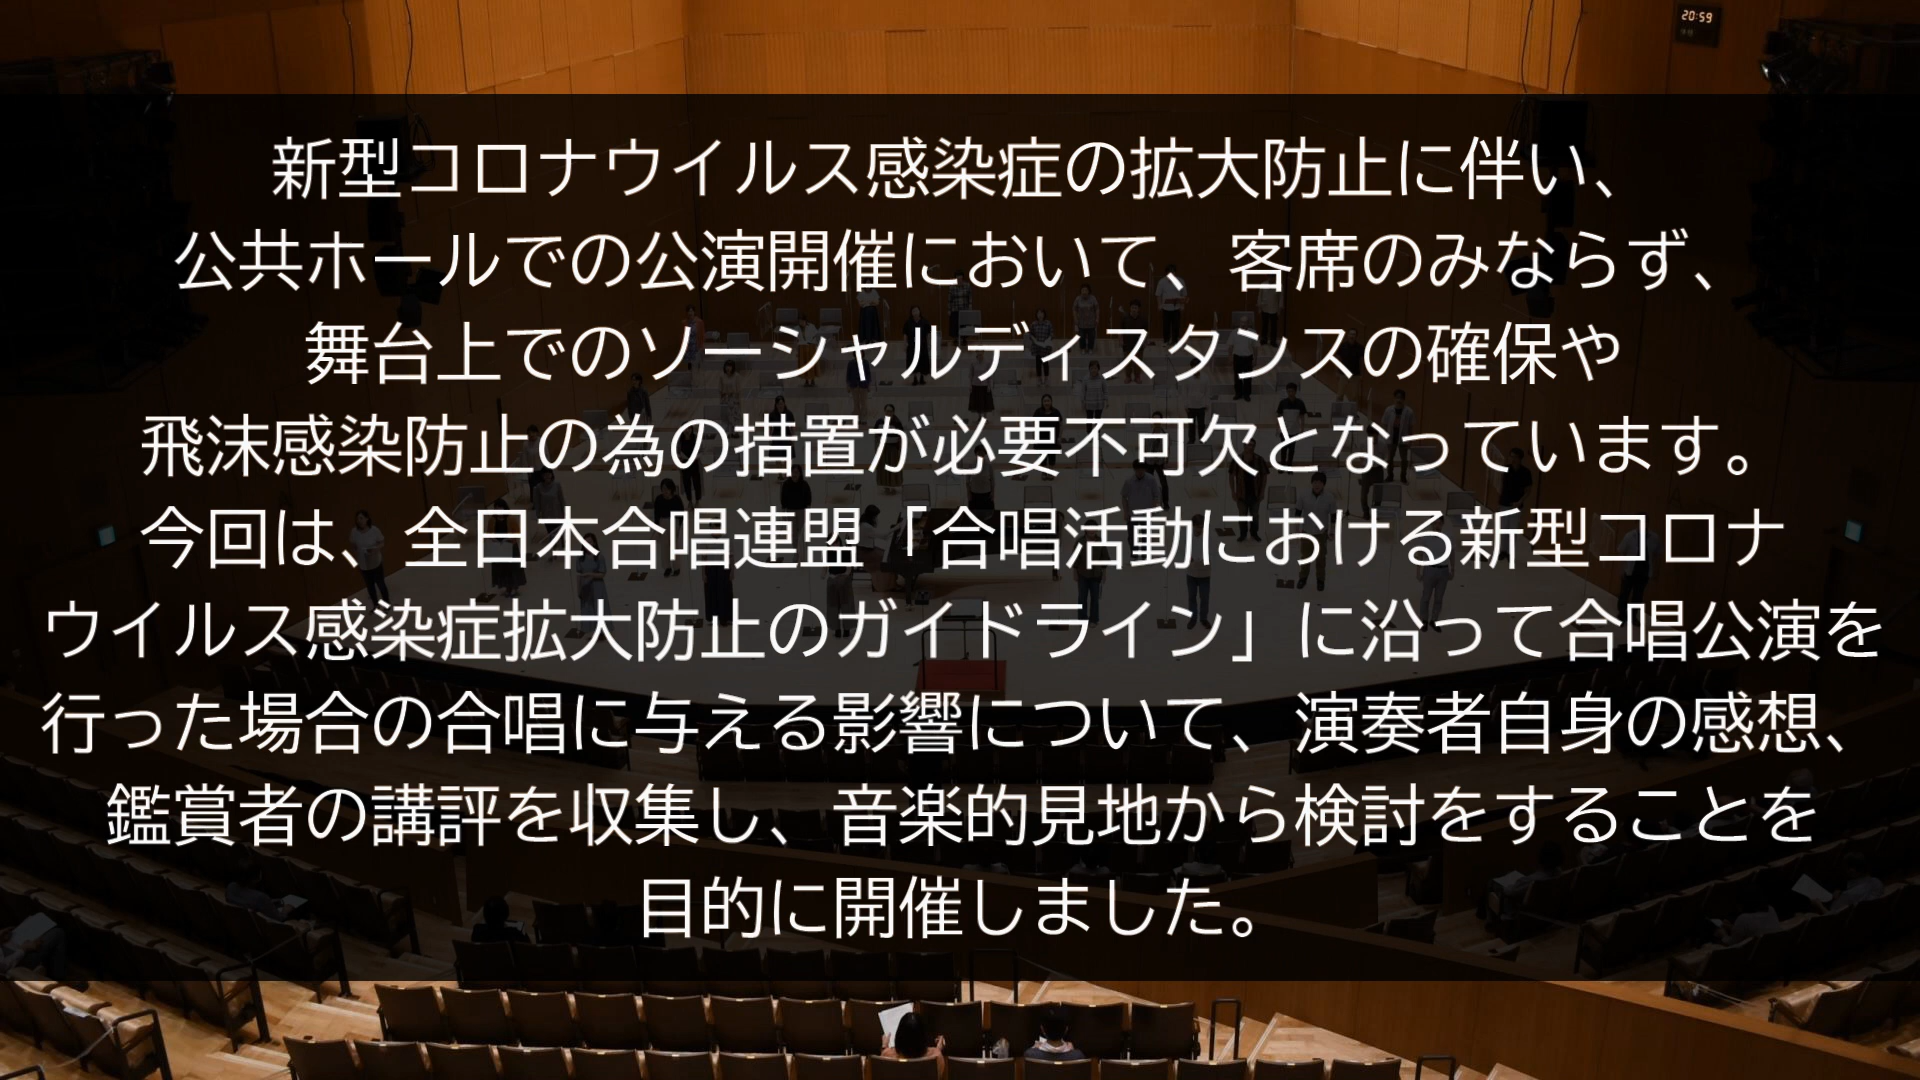 20:59
新型コロナウイルス感染症の拡大防止に伴い、
公共ホールでの公演開催において、客席のみならず、
舞台上でのソーシャルディスタンスの確保や
飛沫感染防止の為の措置が必要不可欠となっています。
今回は、全日本合唱連盟「合唱活動における新型コロナ
ウイルス感染症拡大防止のガイドライン」に沿って合唱公演を
行った場合の合唱に与える影響について、演奏者自身の感想、
鑑賞者の講評を収集し、音楽的見地から検討をすることを
目的に開催しました。